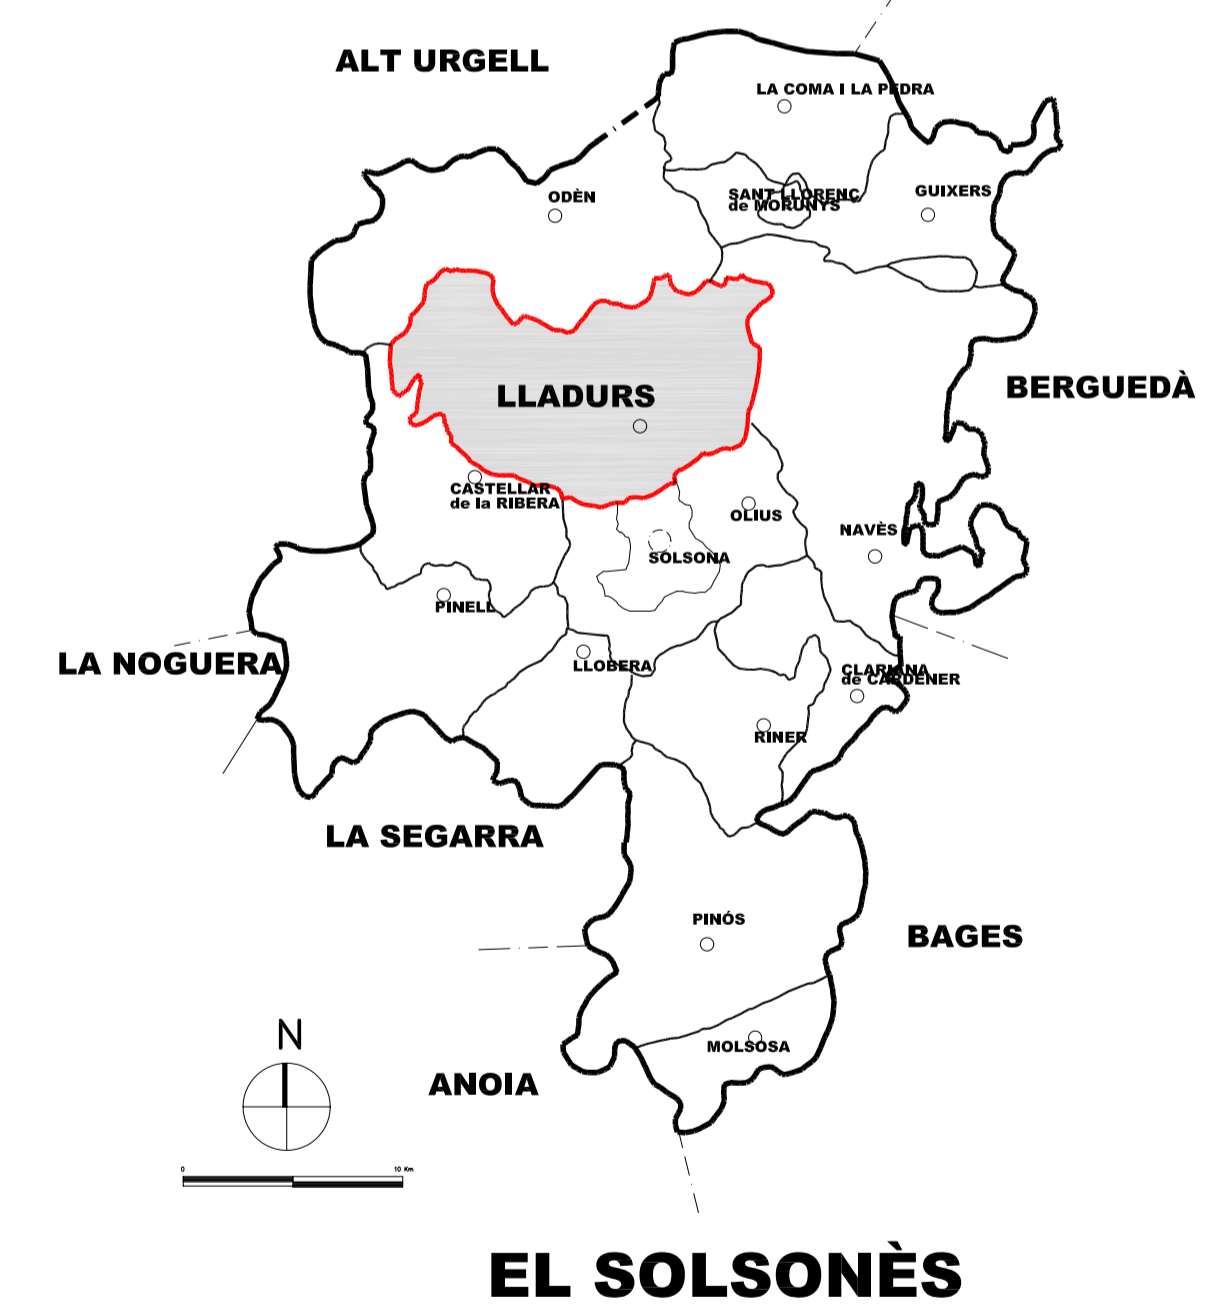 ALT URGELL
LA COMA I LA PEDRA
ODÈN
SANT LLORENÇ
de MORUNYS
GUIXERS
BERGUEDÀ
LLADURS
CASTELLAR
de la RIBERA
OLIUS
NAVÈS
SOLSONA
PINELL
LA NOGUERA
LLOBERA
CLARIANA
de CARDENER
RINER
LA SEGARRA
PINÓS
BAGES
N
MOLSOSA
ANOIA
0 10 Km
EL SOLSONÈS